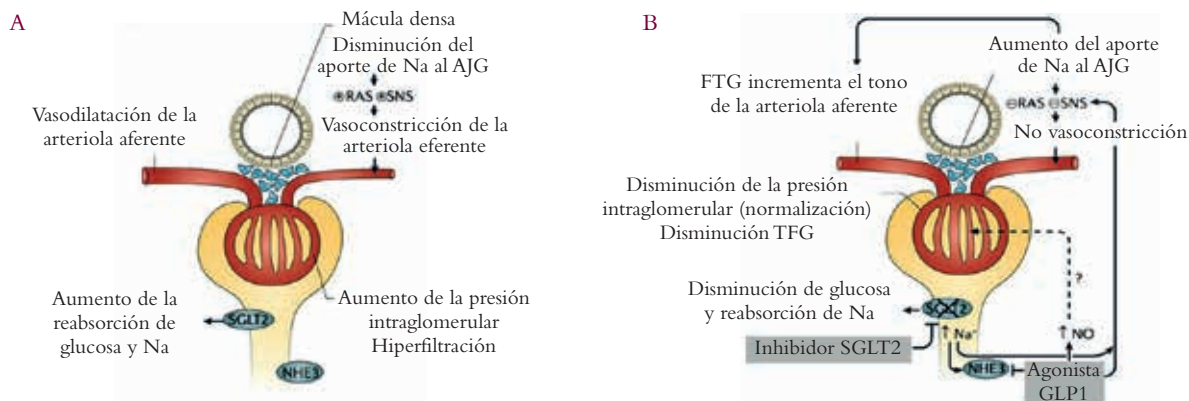 A
Mácula densa
Disminución del
aporte de Na al AJG
⊕RAS ⊕SNS
Vasodilatación de la
arteriola aferente
Vasoconstricción de la
arteriola eferente
Aumento de la
reabsorción de
glucosa y Na
SGLT2
Aumento de la presión
intraglomerular
Hiperfiltración
NHE3
B
Aumento del aporte
de Na al AJG
FTG incrementa el tono
de la arteriola aferente
⊖RAS ⊖SNS
No vasoconstricción
Disminución de la presión
intraglomerular (normalización)
Disminución TFG
?
Disminución de glucosa
y reabsorción de Na
SGLT2
Inhibidor SGLT2
↑ Na⁺
↑ NO
NHE3
Agonista
GLP1